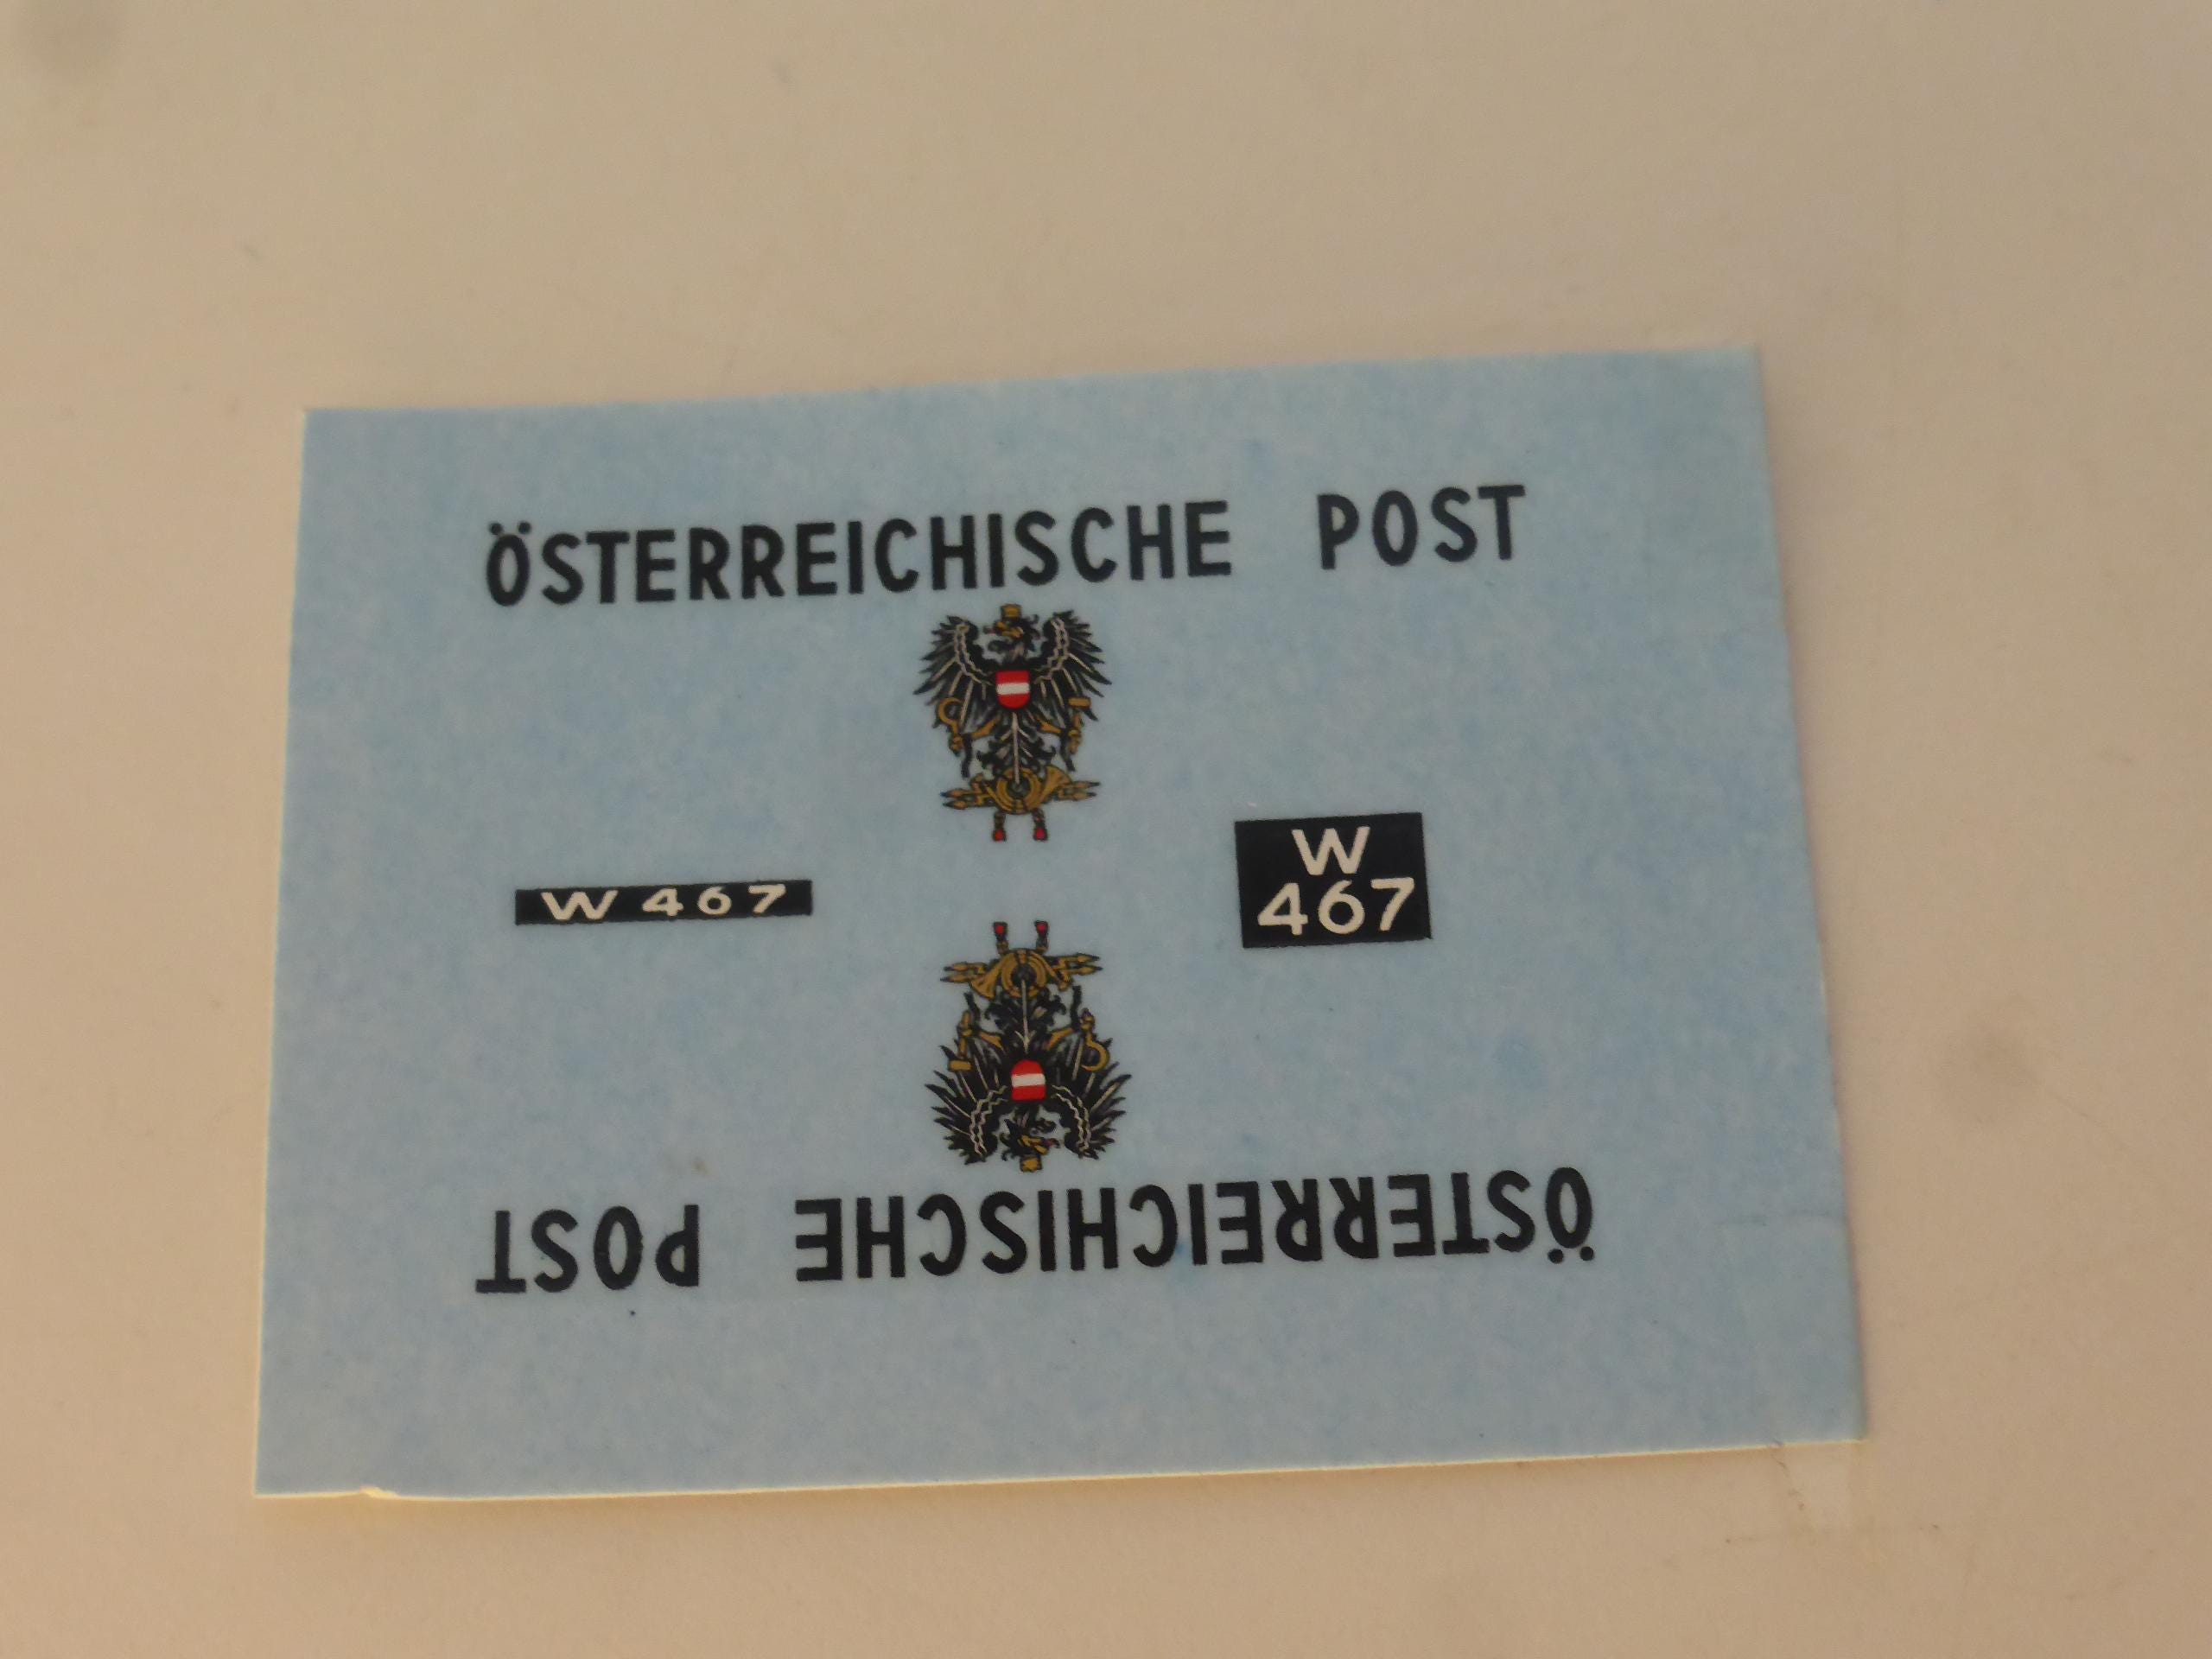 ÖSTERREICHISCHE POST
W 467
W
467
ÖSTERREICHISCHE POST